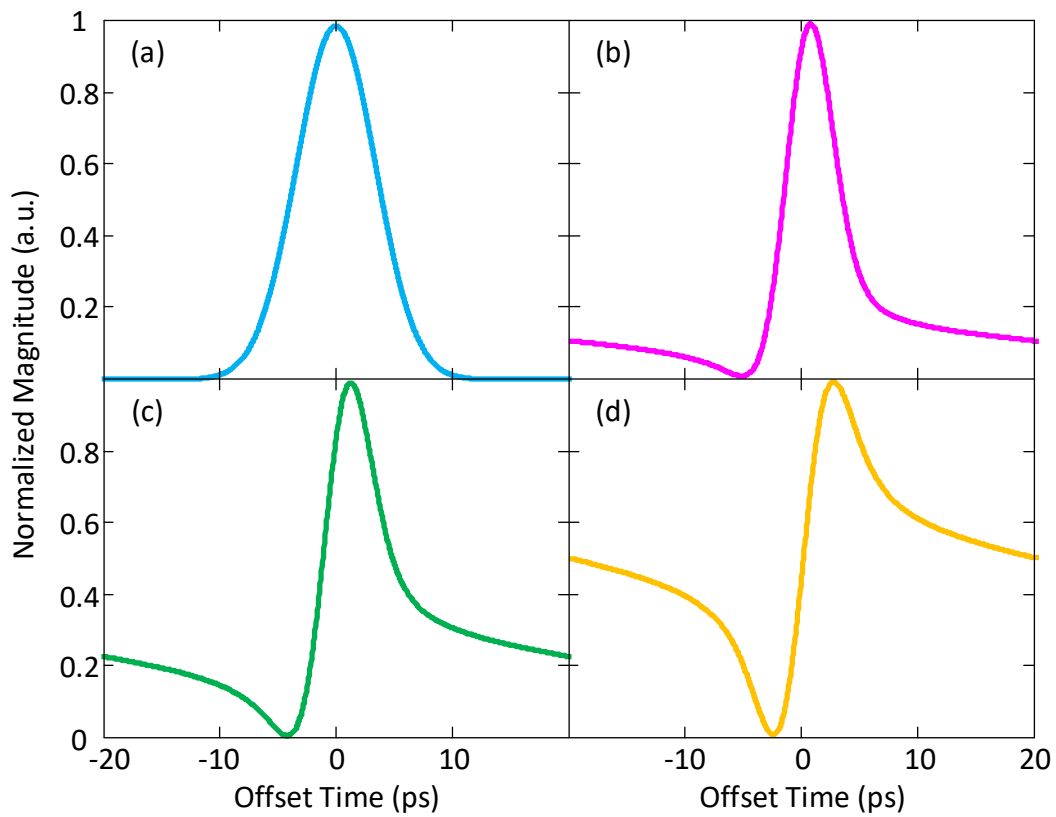 1
(a)
(b)
0.8
0.6
0.4
0.2
Normalized Magnitude (a.u.)
(c)
(d)
0.8
0.6
0.4
0.2
0
-20 -10 0 10 -10 0 10 20
Offset Time (ps) Offset Time (ps)